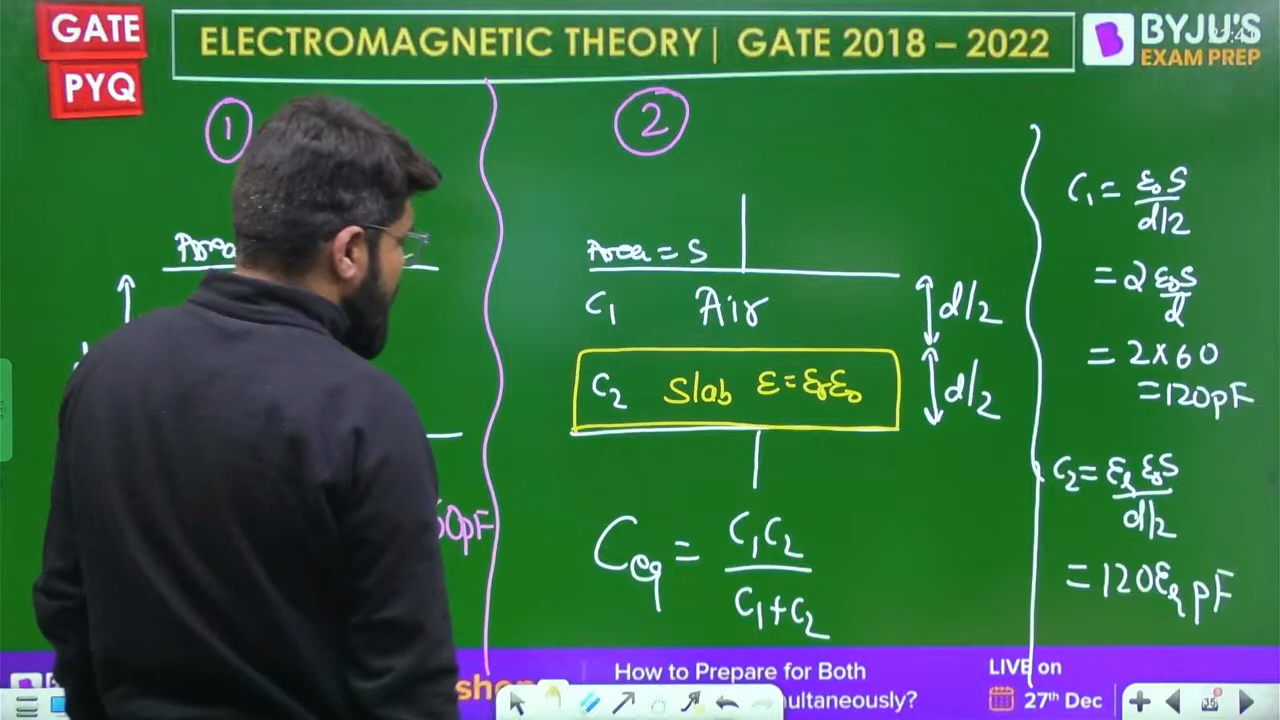 GATE
PYQ
ELECTROMAGNETIC THEORY | GATE 2018 – 2022
BYJU'S
EXAM PREP
1
2
Area
Area = S
C₁ Air
d/2
C₂ Slab ε = εᵣε₀
d/2
60pF
Ceq = C₁C₂ / C₁+C₂
C₁ = ε₀S / d/2
= 2 ε₀S / d
= 2×60
=120pF
C₂ = εᵣ ε₀S / d/2
= 120εᵣ pF
How to Prepare for Both
ultaneously?
LIVE on
27th Dec